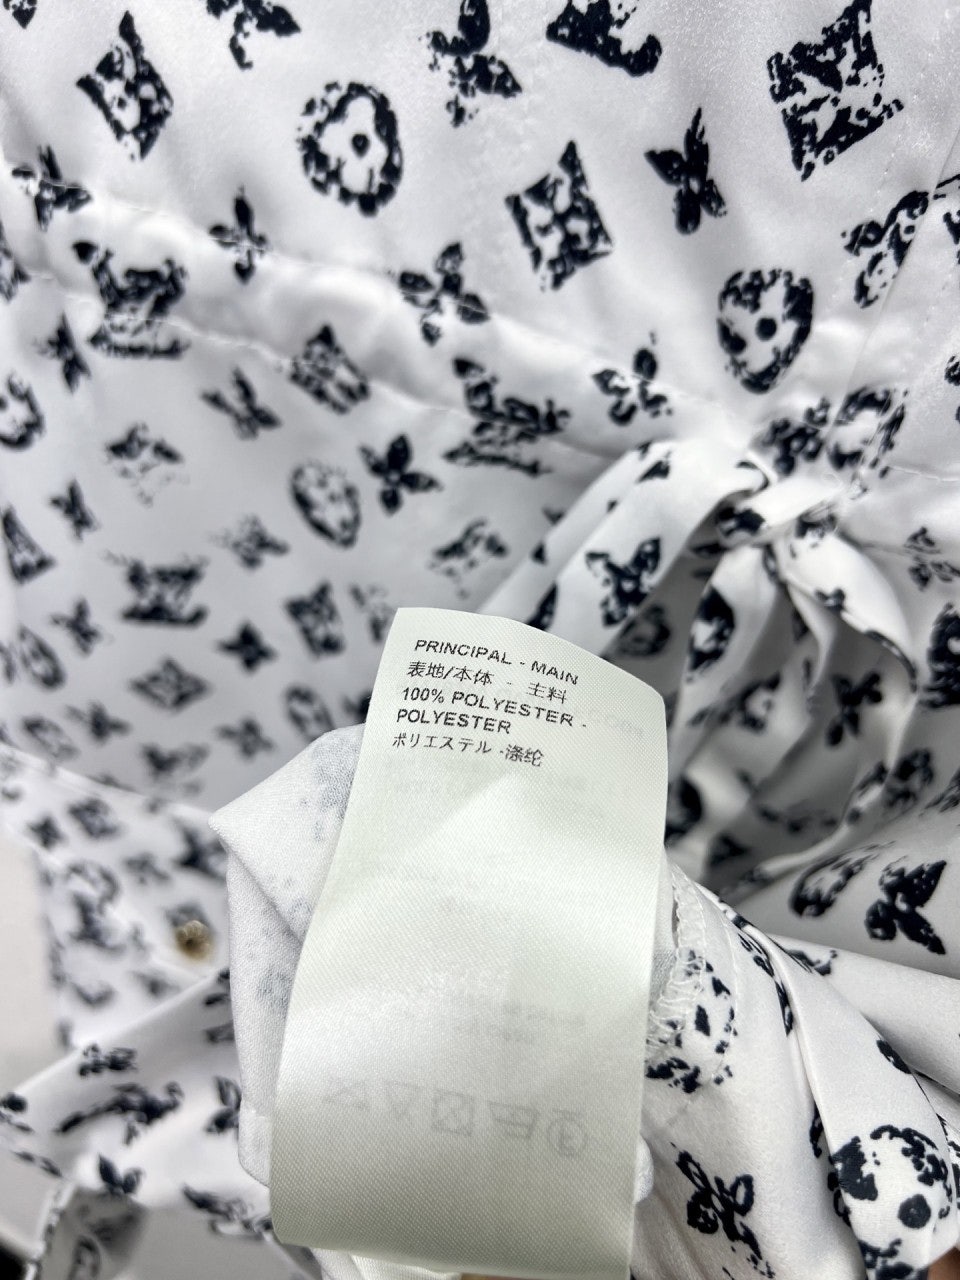 PRINCIPAL - MAIN
表地/本体 - 主料
100% POLYESTER -
POLYESTER
ポリエステル -涤纶